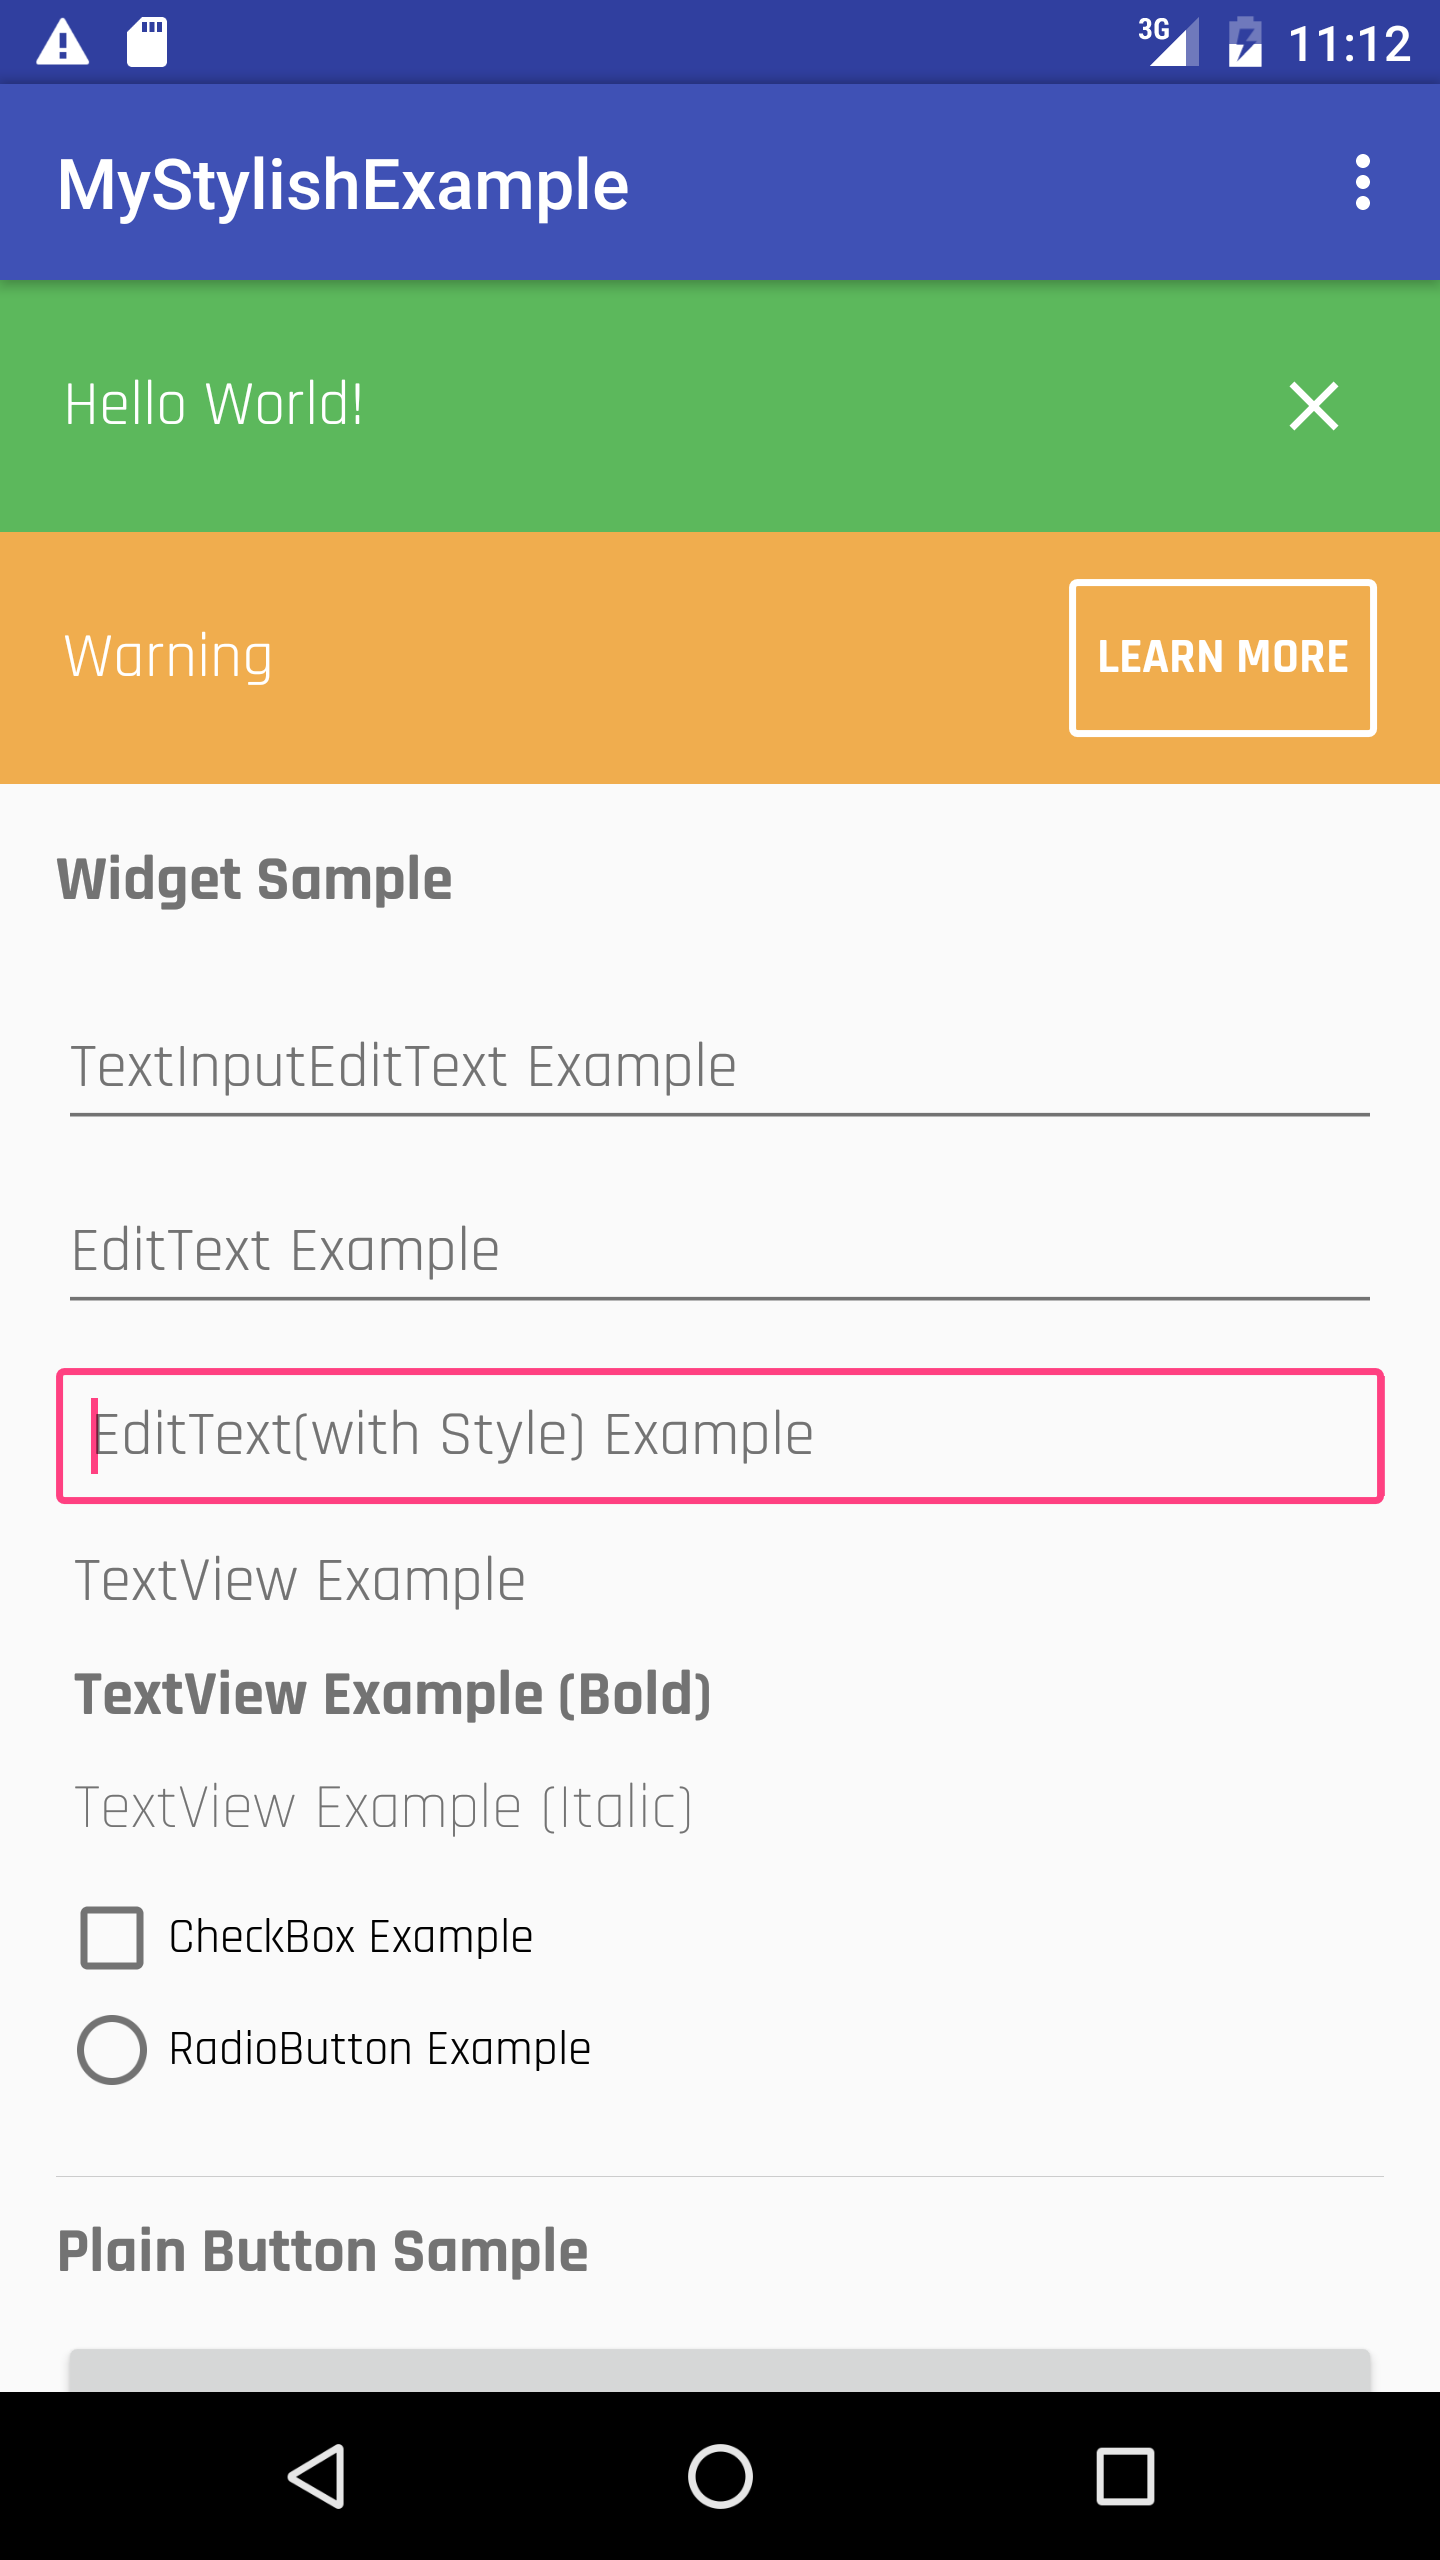 3G 11:12
MyStylishExample
Hello World!
Warning
LEARN MORE
Widget Sample
TextInputEditText Example
EditText Example
EditText(with Style) Example
TextView Example
TextView Example (Bold)
TextView Example (Italic)
CheckBox Example
RadioButton Example
Plain Button Sample